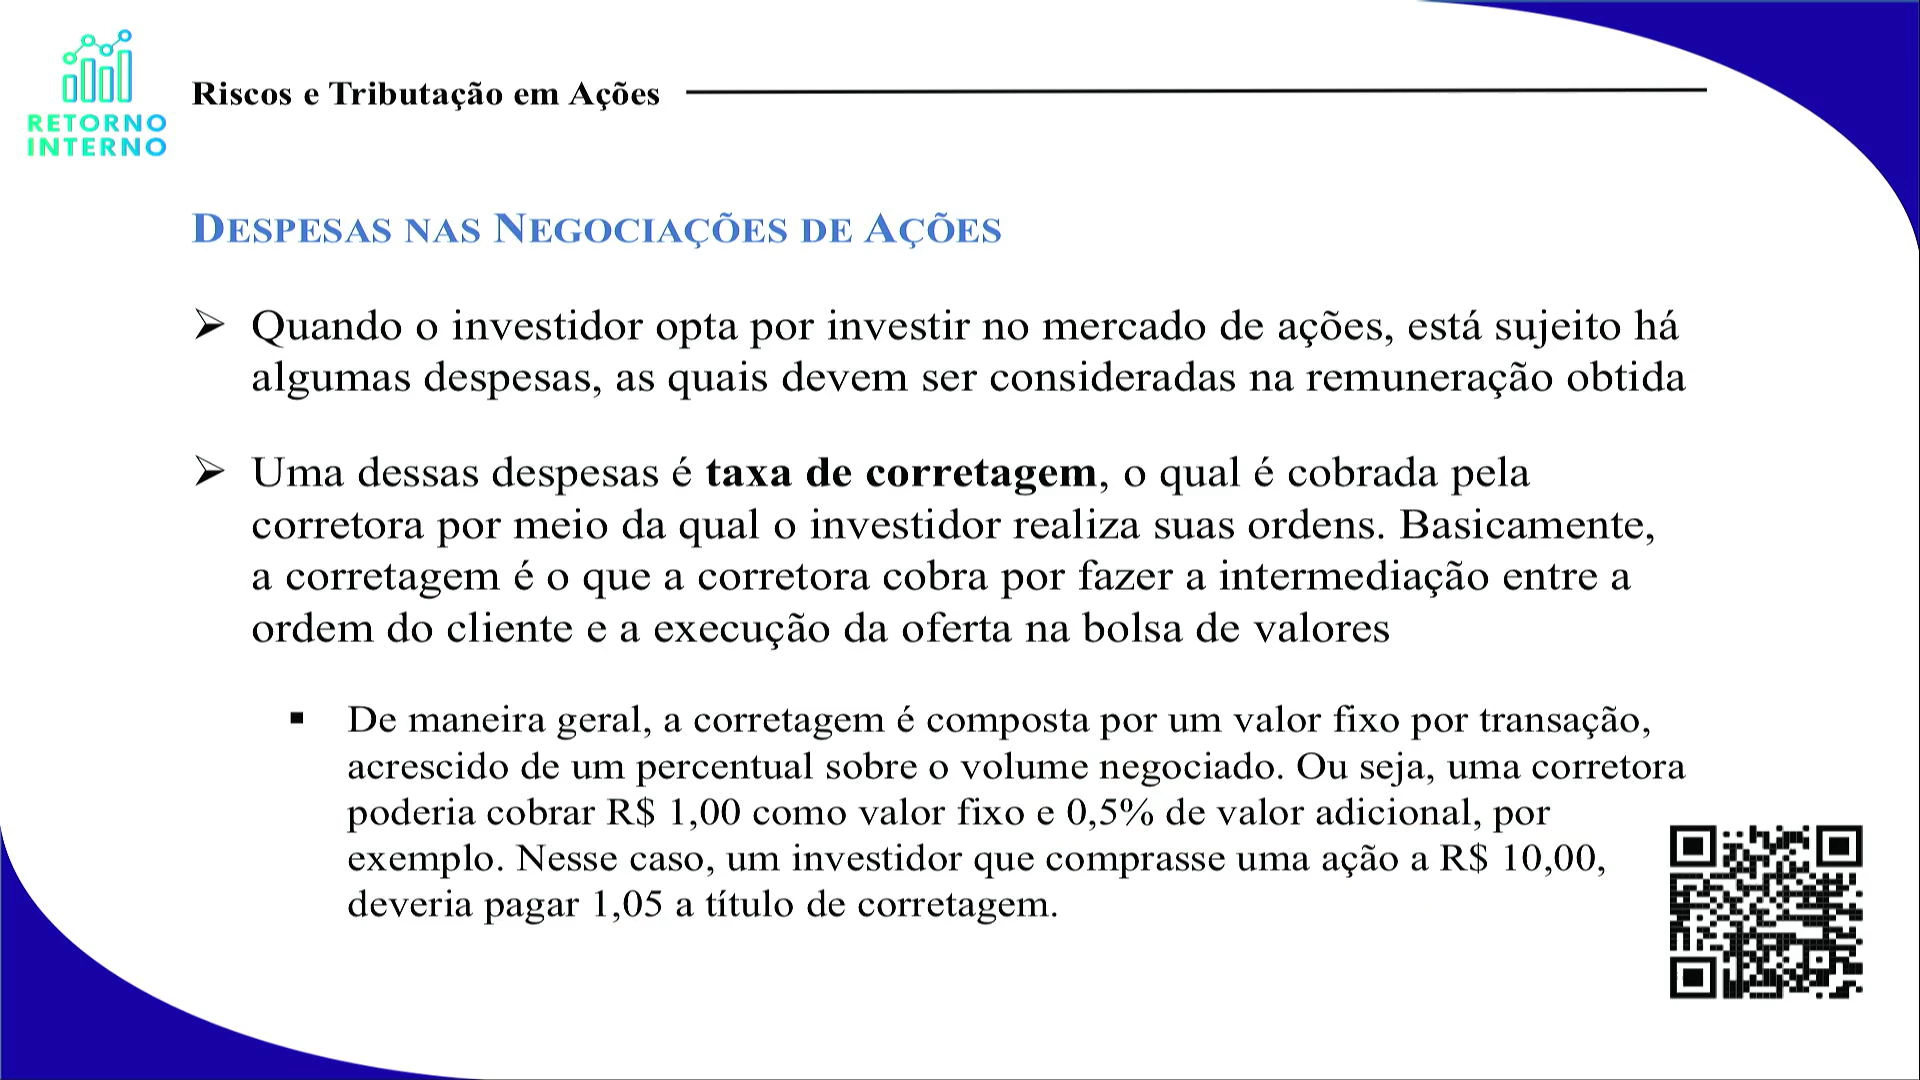 RETORNO
INTERNO
Riscos e Tributação em Ações
DESPESAS NAS NEGOCIAÇÕES DE AÇÕES
➢ Quando o investidor opta por investir no mercado de ações, está sujeito há
algumas despesas, as quais devem ser consideradas na remuneração obtida
➢ Uma dessas despesas é taxa de corretagem, o qual é cobrada pela
corretora por meio da qual o investidor realiza suas ordens. Basicamente,
a corretagem é o que a corretora cobra por fazer a intermediação entre a
ordem do cliente e a execução da oferta na bolsa de valores
▪ De maneira geral, a corretagem é composta por um valor fixo por transação,
acrescido de um percentual sobre o volume negociado. Ou seja, uma corretora
poderia cobrar R$ 1,00 como valor fixo e 0,5% de valor adicional, por
exemplo. Nesse caso, um investidor que comprasse uma ação a R$ 10,00,
deveria pagar 1,05 a título de corretagem.